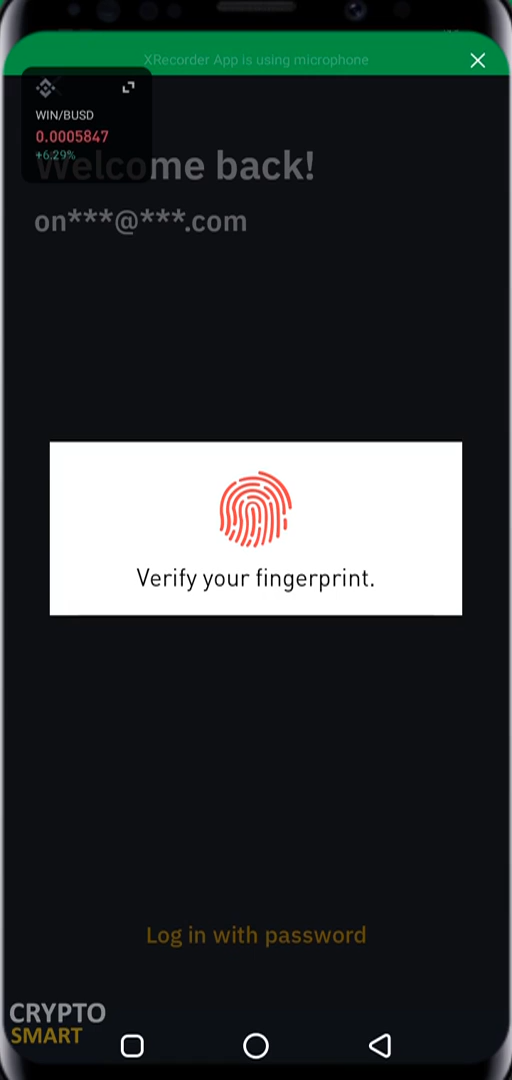 XRecorder App is using microphone
WIN/BUSD
0.0005847
+6.29%
Welcome back!
on***@***.com
Verify your fingerprint.
Log in with password
CRYPTO
SMART